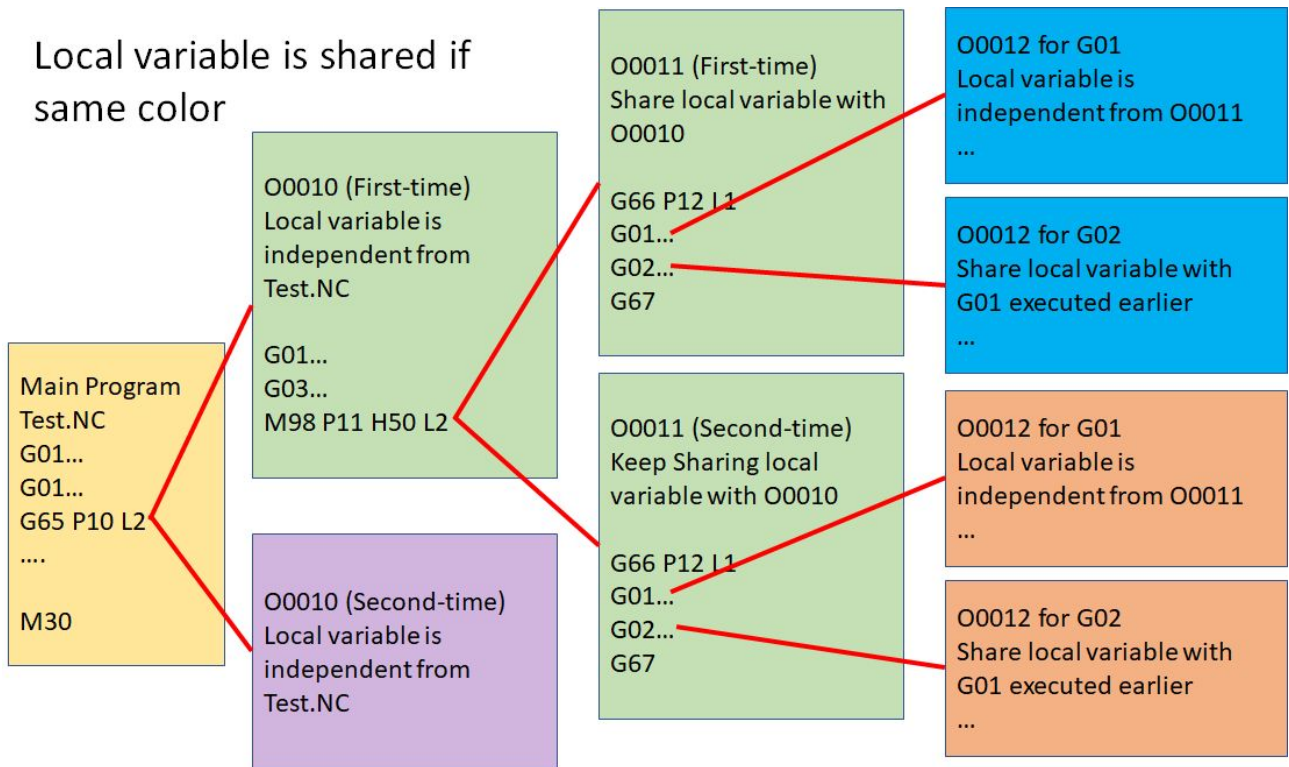 Local variable is shared if
same color
Main Program
Test.NC
G01...
G01...
G65 P10 L2
....
M30
O0010 (First-time)
Local variable is
independent from
Test.NC
G01...
G03...
M98 P11 H50 L2
O0010 (Second-time)
Local variable is
independent from
Test.NC
O0011 (First-time)
Share local variable with
O0010
G66 P12 L1
G01...
G02...
G67
O0011 (Second-time)
Keep Sharing local
variable with O0010
G66 P12 L1
G01...
G02...
G67
O0012 for G01
Local variable is
independent from O0011
...
O0012 for G02
Share local variable with
G01 executed earlier
...
O0012 for G01
Local variable is
independent from O0011
...
O0012 for G02
Share local variable with
G01 executed earlier
...